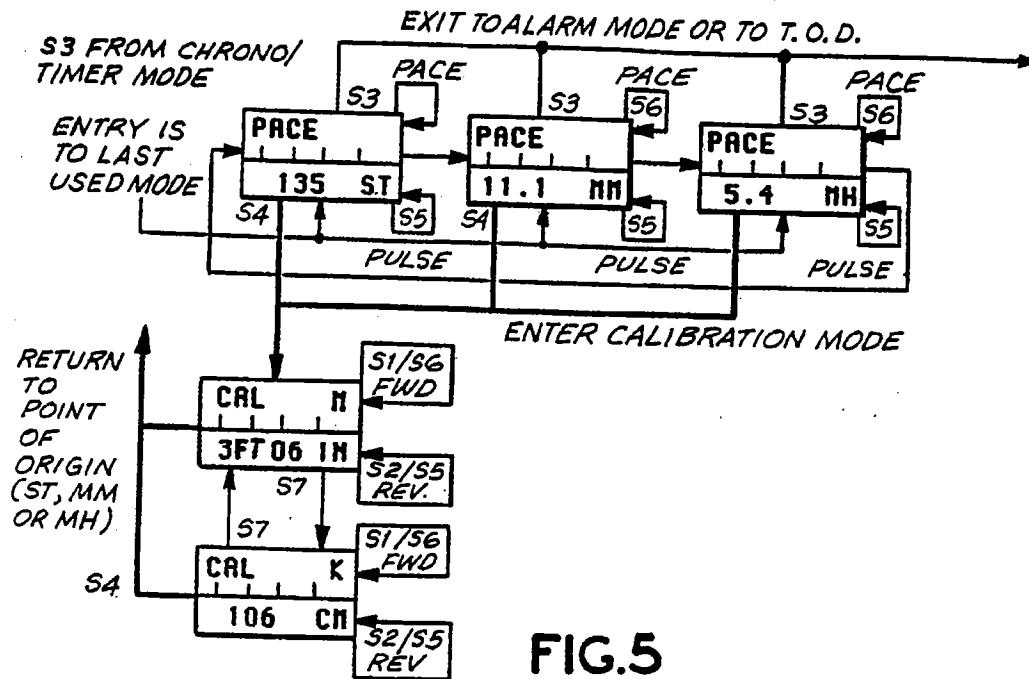 EXIT TO ALARM MODE OR TO T.O.D.
S3 FROM CHRONO/
TIMER MODE
ENTRY IS
TO LAST
USED MODE
S3
PACE
PACE
135 S.T
S4
S5
PULSE
S3
PACE
S6
PACE
11.1 MM
S4
S5
PULSE
S3
PACE
S6
PACE
5.4 MH
S5
PULSE
ENTER CALIBRATION MODE
RETURN
TO
POINT
OF
ORIGIN
(ST, MM
OR MH)
S4
CAL M
3FT 06 IN
S1/S6
FWD
S2/S5
REV.
S7
S7
CAL K
106 CM
S1/S6
FWD
S2/S5
REV
FIG.5